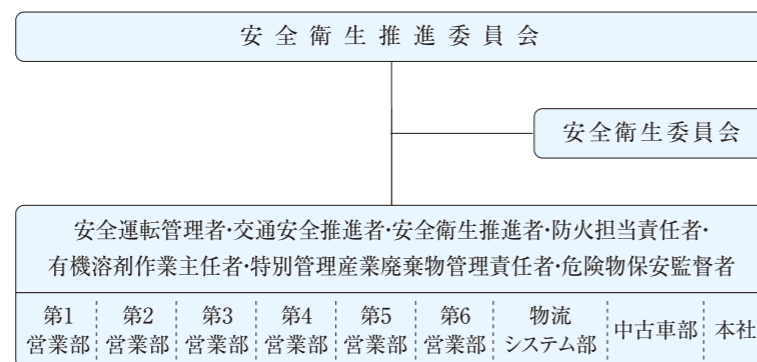 安全衛生推進委員会
安全衛生委員会
安全運転管理者･交通安全推進者･安全衛生推進者･防火担当責任者･
有機溶剤作業主任者･特別管理産業廃棄物管理責任者･危険物保安監督者
第1
営業部
第2
営業部
第3
営業部
第4
営業部
第5
営業部
第6
営業部
物流
システム部
中古車部
本社